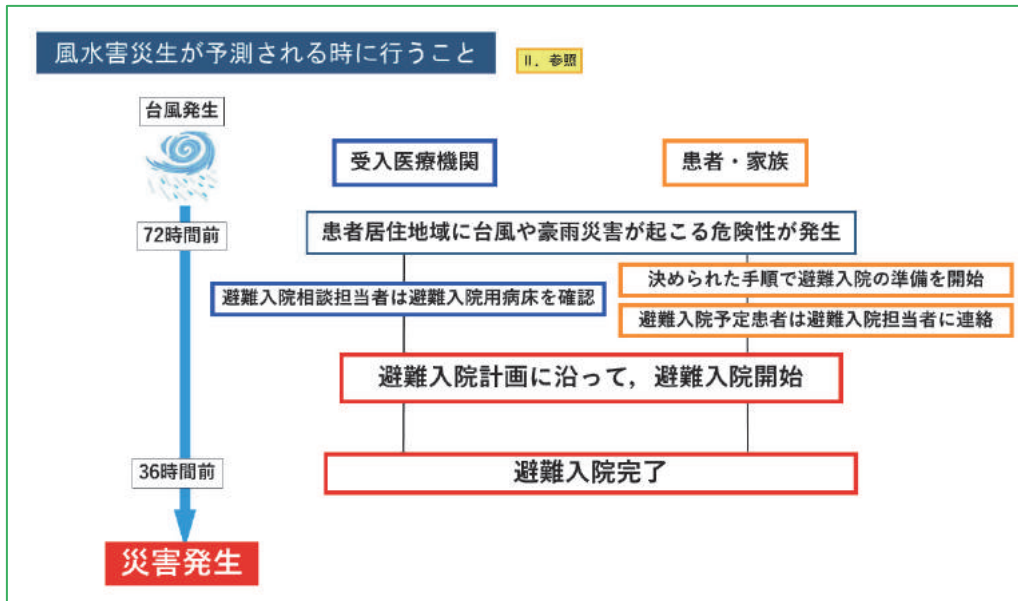 風水害災生が予測される時に行うこと
Ⅱ．参照
台風発生
受入医療機関
患者・家族
72時間前
患者居住地域に台風や豪雨災害が起こる危険性が発生
決められた手順で避難入院の準備を開始
避難入院相談担当者は避難入院用病床を確認
避難入院予定患者は避難入院担当者に連絡
避難入院計画に沿って，避難入院開始
36時間前
避難入院完了
災害発生